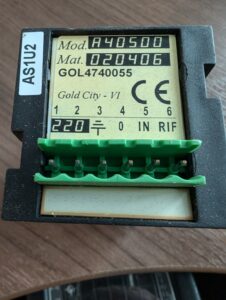 AS1U2
Mod. A40500
Mat. 020406
GOL4740055
CE
Gold City - VI
1 2 3 4 5 6
220 0 IN RIF